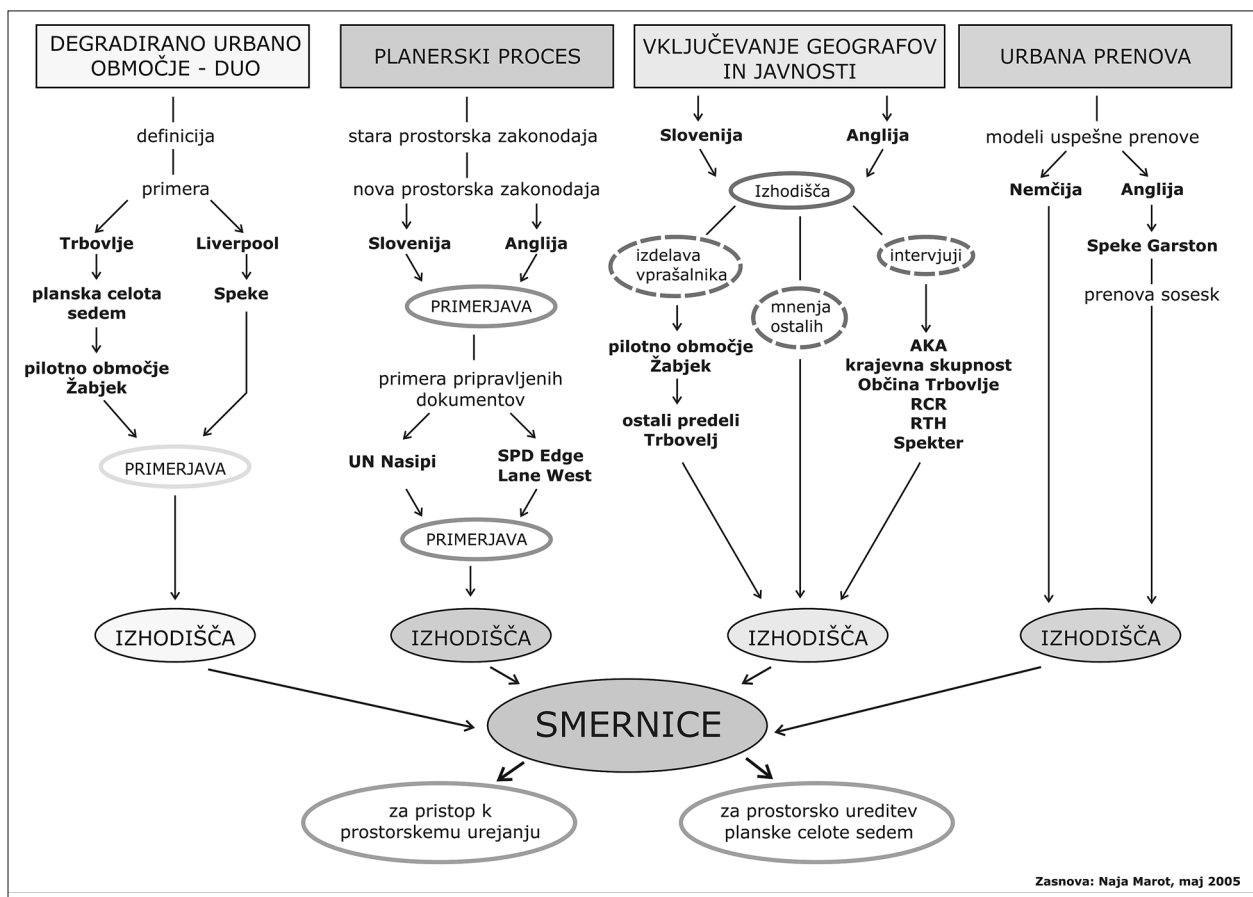 DEGRADIRANO URBANO
OBMOČJE - DUO
definicija
primera
Trbovlje
Liverpool
planska celota
sedem
Speke
pilotno območje
Žabjek
PRIMERJAVA
IZHODIŠČA
PLANERSKI PROCES
stara prostorska zakonodaja
nova prostorska zakonodaja
Slovenija
Anglija
PRIMERJAVA
primera pripravljenih
dokumentov
UN Nasipi
SPD Edge
Lane West
PRIMERJAVA
IZHODIŠČA
VKLJUČEVANJE GEOGRAFOV
IN JAVNOSTI
Slovenija
Anglija
Izhodišča
izdelava
vprašalnika
mnenja
ostalih
intervjuji
pilotno območje
Žabjek
ostali predeli
Trbovelj
AKA
krajevna skupnost
Občina Trbovlje
RCR
RTH
Spekter
IZHODIŠČA
URBANA PRENOVA
modeli uspešne prenove
Nemčija
Anglija
Speke Garston
prenova sosesk
IZHODIŠČA
SMERNICE
za pristop k
prostorskemu urejanju
za prostorsko ureditev
planske celote sedem
Zasnova: Naja Marot, maj 2005